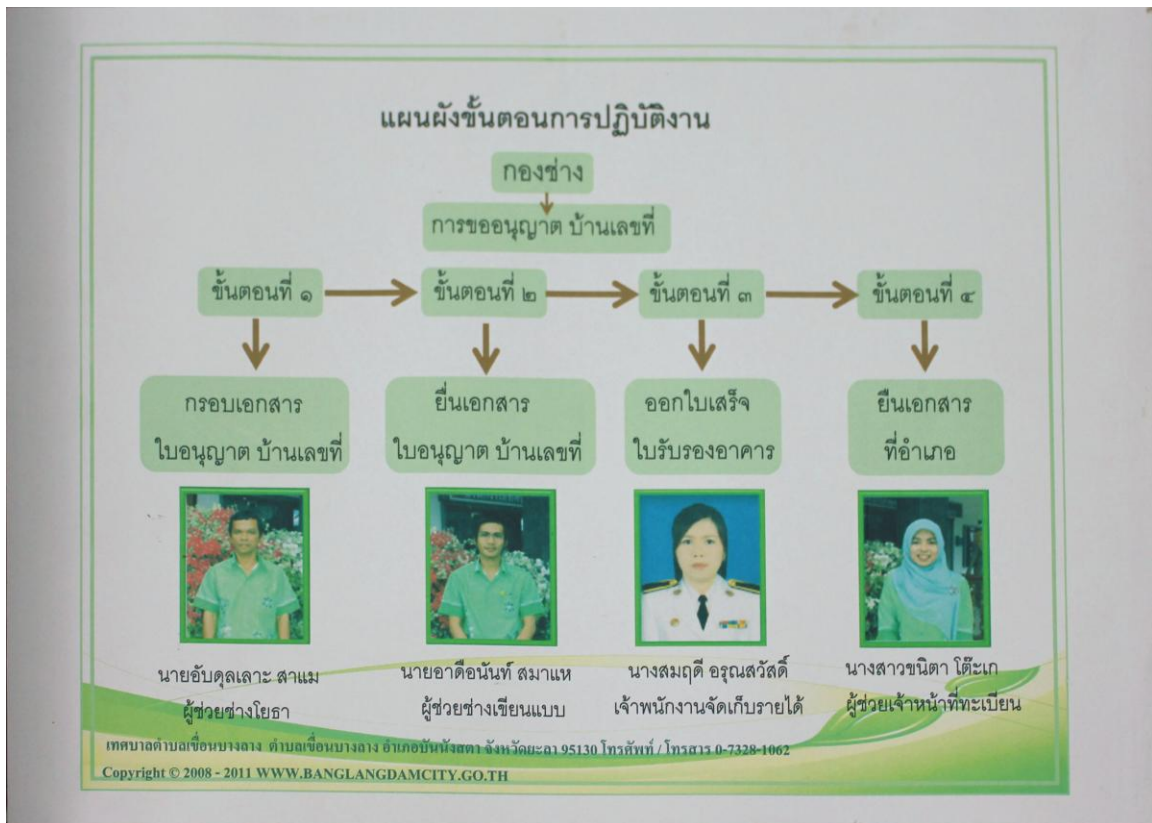 แผนผังขั้นตอนการปฏิบัติงาน
กองช่าง
การขออนุญาต บ้านเลขที่
ขั้นตอนที่ ๑
ขั้นตอนที่ ๒
ขั้นตอนที่ ๓
ขั้นตอนที่ ๔
กรอบเอกสาร
ใบอนุญาต บ้านเลขที่
ยื่นเอกสาร
ใบอนุญาต บ้านเลขที่
ออกใบเสร็จ
ใบรับรองอาคาร
ยืนเอกสาร
ที่อำเภอ
นายอับดุลเลาะ สาแม
ผู้ช่วยช่างโยธา
นายอาดือนันท์ สมาแห
ผู้ช่วยช่างเขียนแบบ
นางสมฤดี อรุณสวัสดิ์
เจ้าพนักงานจัดเก็บรายได้
นางสาวขนิตา โต๊ะเก
ผู้ช่วยเจ้าหน้าที่ทะเบียน
เทศบาลตำบลเขื่อนบางลาง ตำบลเขื่อนบางลาง อำเภอบันนังสตา จังหวัดยะลา 95130 โทรศัพท์ / โทรสาร 0-7328-1062
Copyright © 2008 - 2011 WWW.BANGLANGDAMCITY.GO.TH